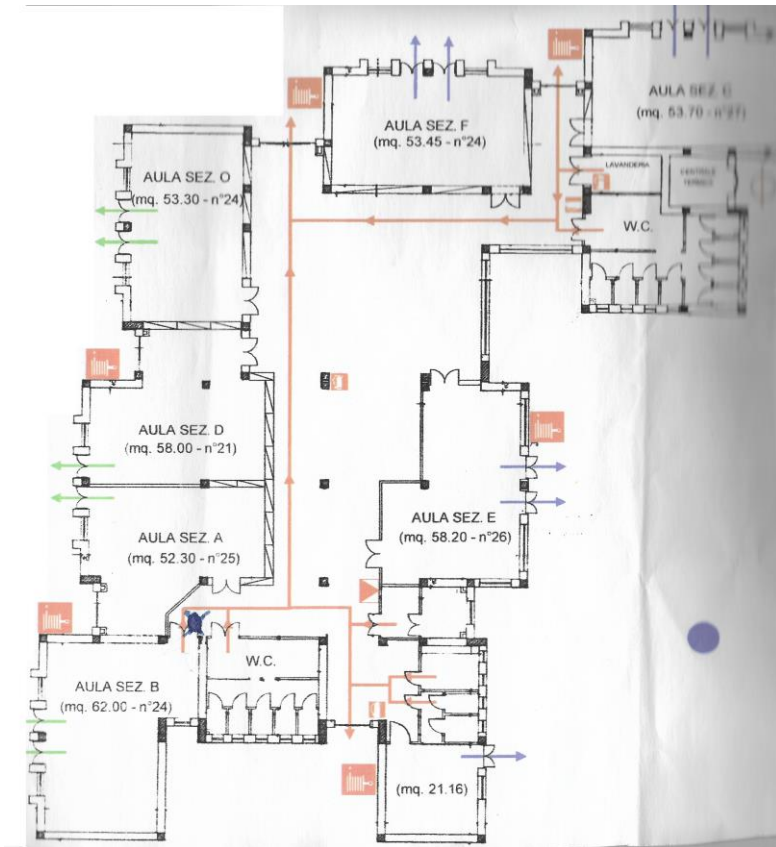 AULA SEZ. F
(mq. 53.45 - n°24)
AULA SEZ. G
(mq. 53.70 - n°27)
AULA SEZ. O
(mq. 53.30 - n°24)
LAVANDERIA
CENTRALE
TERMICA
W.C.
AULA SEZ. D
(mq. 58.00 - n°21)
AULA SEZ. A
(mq. 52.30 - n°25)
AULA SEZ. E
(mq. 58.20 - n°26)
W.C.
AULA SEZ. B
(mq. 62.00 - n°24)
(mq. 21.16)